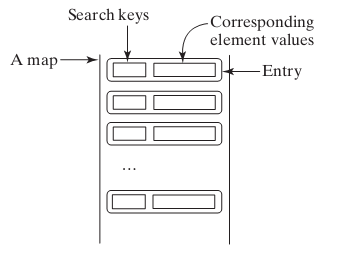 Search keys
Corresponding
element values
A map
Entry
...